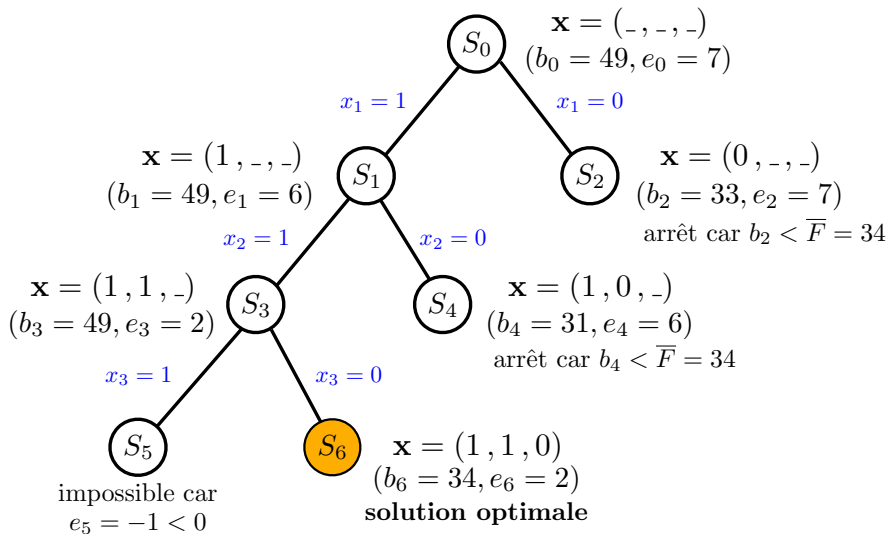 x = (_ , _ , _)
S₀
(b₀ = 49, e₀ = 7)
x₁ = 1
x₁ = 0
x = (1 , _ , _)
(b₁ = 49, e₁ = 6)
S₁
S₂
x = (0 , _ , _)
(b₂ = 33, e₂ = 7)
arrêt car b₂ < F̅ = 34
x₂ = 1
x₂ = 0
x = (1 , 1 , _)
(b₃ = 49, e₃ = 2)
S₃
S₄
x = (1 , 0 , _)
(b₄ = 31, e₄ = 6)
arrêt car b₄ < F̅ = 34
x₃ = 1
x₃ = 0
S₅
impossible car
e₅ = −1 < 0
S₆
x = (1 , 1 , 0)
(b₆ = 34, e₆ = 2)
solution optimale